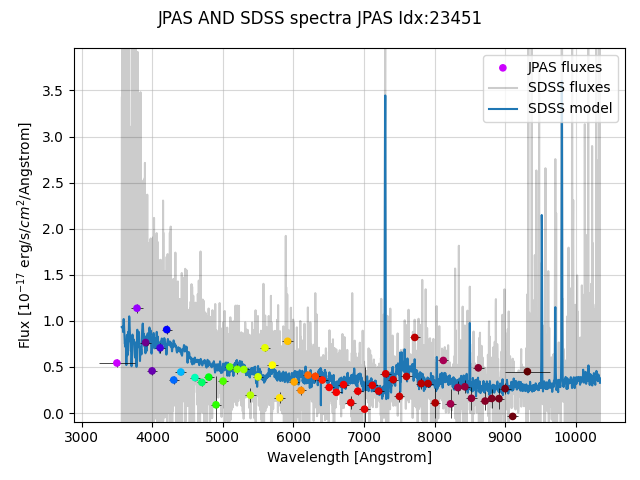 JPAS AND SDSS spectra JPAS Idx:23451
JPAS fluxes
SDSS fluxes
SDSS model
Flux [10⁻¹⁷ erg/s/cm²/Angstrom]
3.5
3.0
2.5
2.0
1.5
1.0
0.5
0.0
3000 4000 5000 6000 7000 8000 9000 10000
Wavelength [Angstrom]